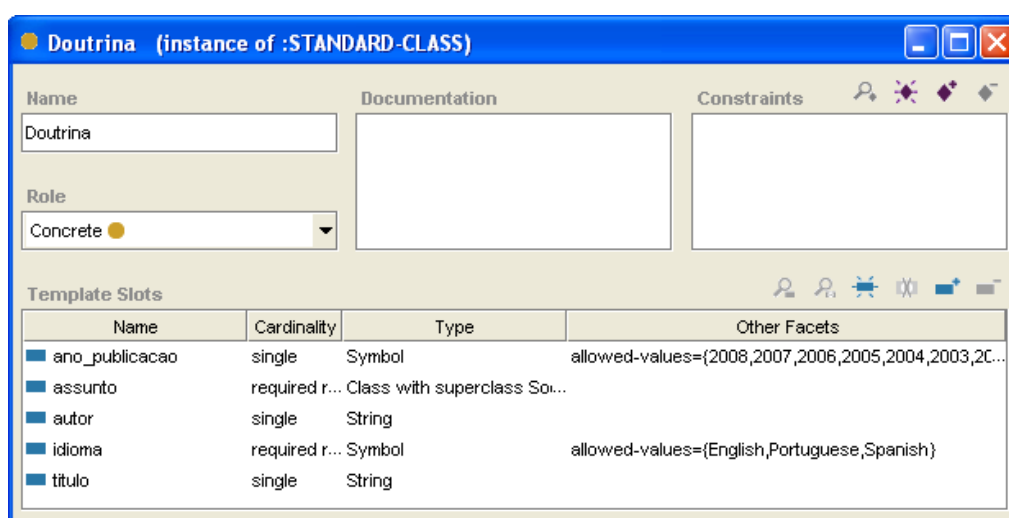 Doutrina (instance of :STANDARD-CLASS)
Name Documentation Constraints
Doutrina
Role
Concrete
Template Slots
Name Cardinality Type Other Facets
ano_publicacao single Symbol allowed-values={2008,2007,2006,2005,2004,2003,20...
assunto required r... Class with superclass Sou...
autor single String
idioma required r... Symbol allowed-values={English,Portuguese,Spanish}
titulo single String